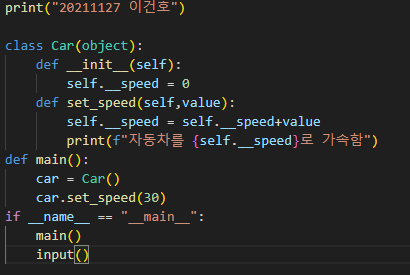 print("20211127 이건호")
class Car(object):
    def __init__(self):
        self.__speed = 0
    def set_speed(self,value):
        self.__speed = self.__speed+value
        print(f"자동차를 {self.__speed}로 가속함")
def main():
    car = Car()
    car.set_speed(30)
if __name__ == "__main__":
    main()
    input()